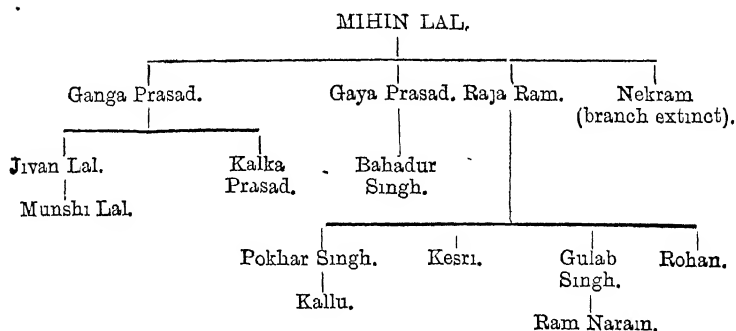 MIHIN LAL.
Ganga Prasad. Gaya Prasad. Raja Ram. Nekram
(branch extinct).
Jivan Lal. Kalka
Prasad. Bahadur
Singh.
Munshi Lal.
Pokhar Singh. Kesri. Gulab
Singh. Rohan.
Kallu.
Ram Narain.